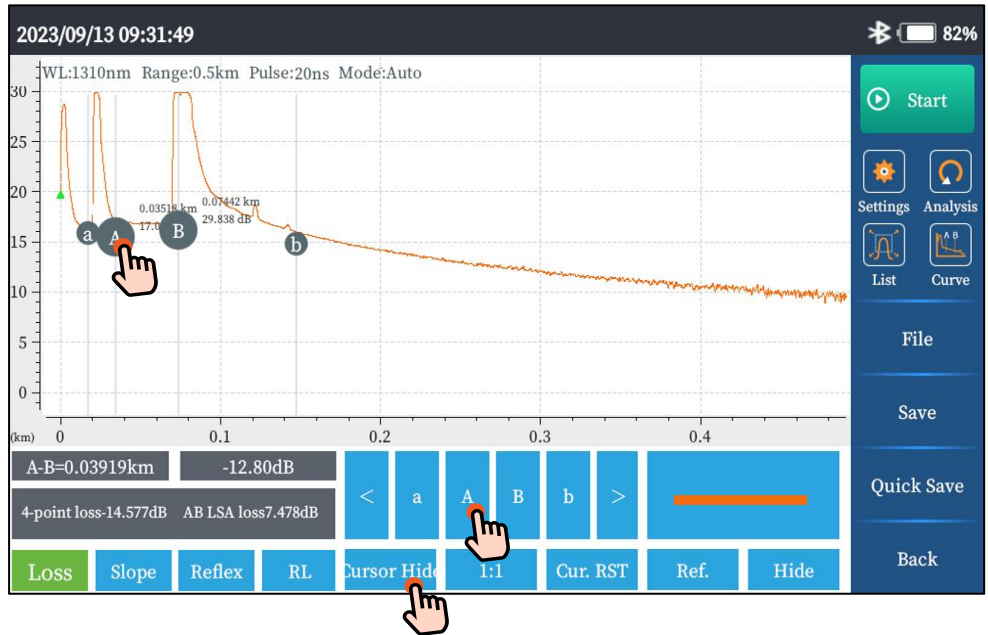 2023/09/13 09:31:49
82%
WL:1310nm Range:0.5km Pulse:20ns Mode:Auto
30
25
20
15
10
5
0
0.03518 km
17.0
0.07442 km
29.838 dB
a
A
B
b
(km) 0 0.1 0.2 0.3 0.4
Start
Settings Analysis
A B
List Curve
File
Save
Quick Save
Back
A-B=0.03919km -12.80dB
4-point loss-14.577dB AB LSA loss7.478dB
< a A B b >
Loss Slope Reflex RL Cursor Hide 1:1 Cur. RST Ref. Hide